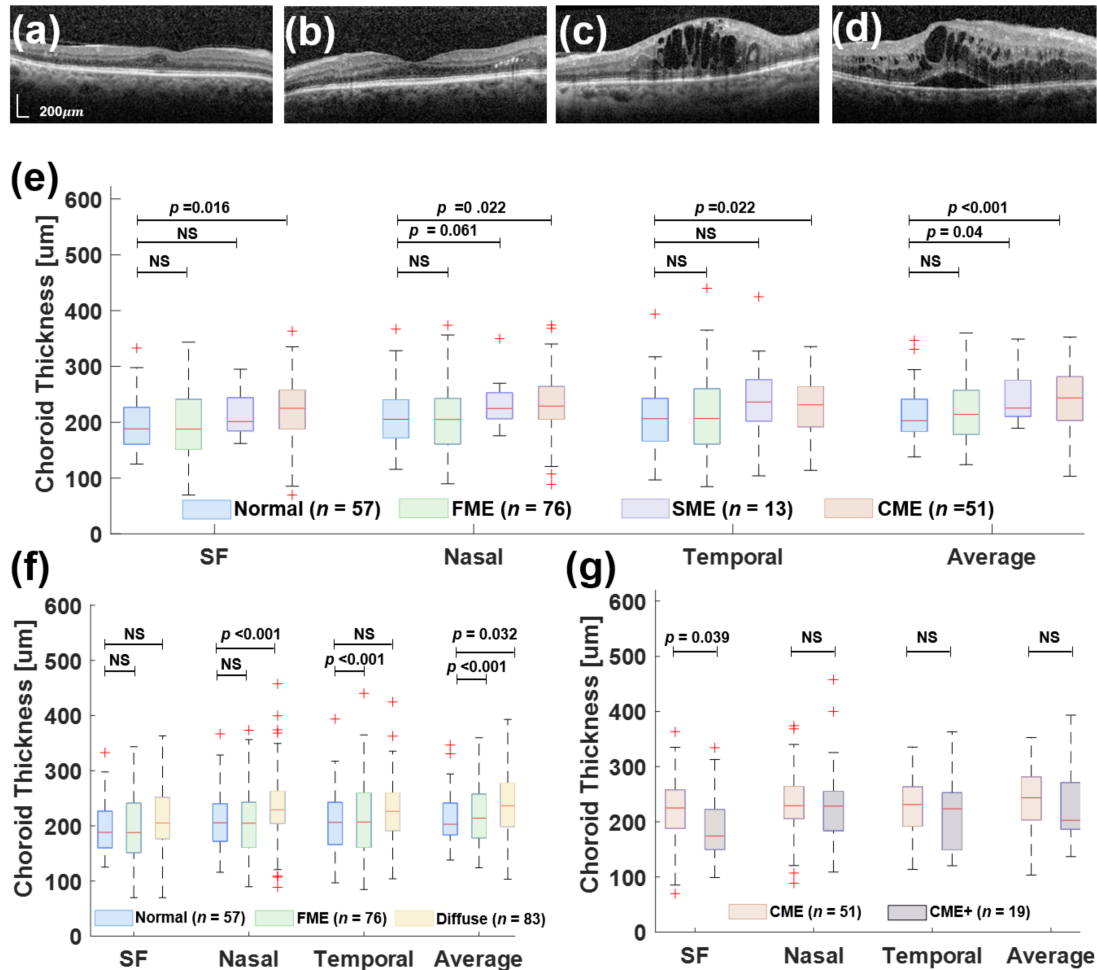 (a)
(b)
(c)
(d)
200μm
(e)
Choroid Thickness [um]
600
500
400
300
200
100
0
p =0.016
NS
NS
p =0 .022
p = 0.061
NS
p =0.022
NS
NS
p <0.001
p = 0.04
NS
Normal (n = 57)
FME (n = 76)
SME (n = 13)
CME (n =51)
SF
Nasal
Temporal
Average
(f)
Choroid Thickness [um]
600
500
400
300
200
100
0
NS
NS
p <0.001
NS
NS
p <0.001
p = 0.032
p <0.001
Normal (n = 57)
FME (n = 76)
Diffuse (n = 83)
SF
Nasal
Temporal
Average
(g)
Choroid Thickness [um]
600
500
400
300
200
100
0
p = 0.039
NS
NS
NS
CME (n = 51)
CME+ (n = 19)
SF
Nasal
Temporal
Average